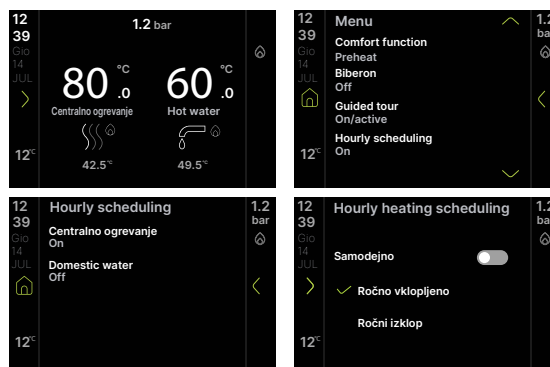 12
39
Gio
14
JUL
12°C
1.2 bar
80.0 °C
60.0 °C
Centralno ogrevanje
Hot water
42.5°C
49.5°C
12
39
Gio
14
JUL
12°C
Menu
Comfort function
Preheat
Biberon
Off
Guided tour
On/active
Hourly scheduling
On
1.2
ba
12
39
Gio
14
JUL
12°C
Hourly scheduling
Centralno ogrevanje
On
Domestic water
Off
1.2
bar
12
39
Gio
14
JUL
12°C
Hourly heating scheduling
Samodejno
Ročno vklopljeno
Ročni izklop
1.2
ba